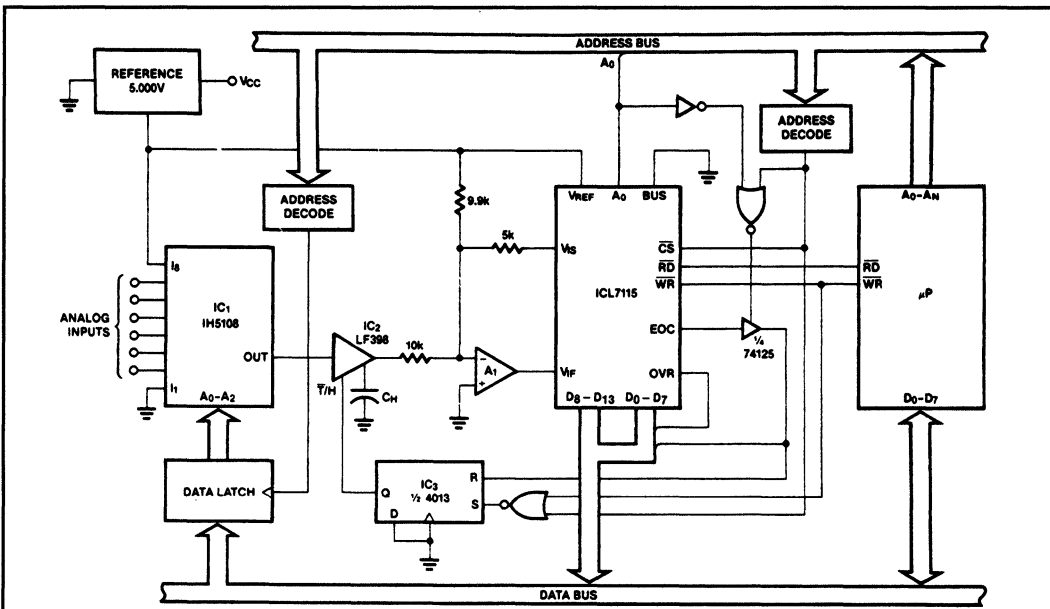 ADDRESS BUS
A0
REFERENCE
5.000V
VCC
ADDRESS
DECODE
ADDRESS
DECODE
9.9k
VREF
A0
BUS
A0–AN
5k
VIS
CS
RD
RD
I8
WR
WR
ICL7115
μP
ANALOG
INPUTS
IC1
IH5108
IC2
LF398
EOC
10k
¼
74125
OUT
A1
VIF
OVR
T/H
CH
I1
A0–A2
D8–D13
D0–D7
D0–D7
IC3
½ 4013
R
Q
S
D
DATA LATCH
DATA BUS